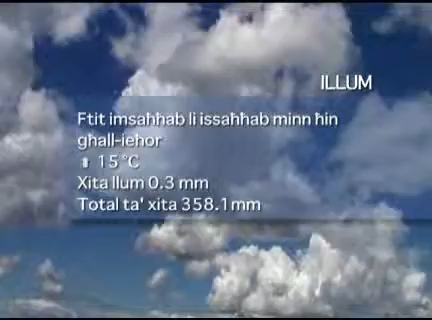 ILLUM
Ftit imsaħħab li issaħħab minn ħin
għall-ieħor
⬆ 15°C
Xita llum 0.3 mm
Total ta' xita 358.1mm